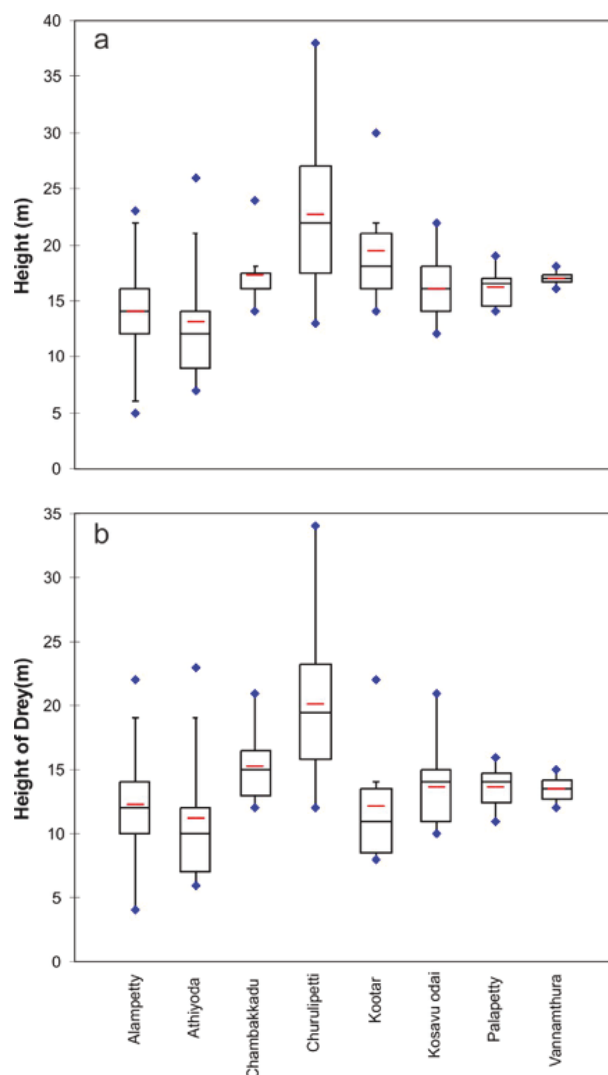 a
Height (m)
40
35
30
25
20
15
10
5
0
b
Height of Drey(m)
35
30
25
20
15
10
5
0
Alampetty
Athiyoda
Chambakkadu
Churulipetti
Kootar
Kosavu odai
Palapetty
Vannamthura